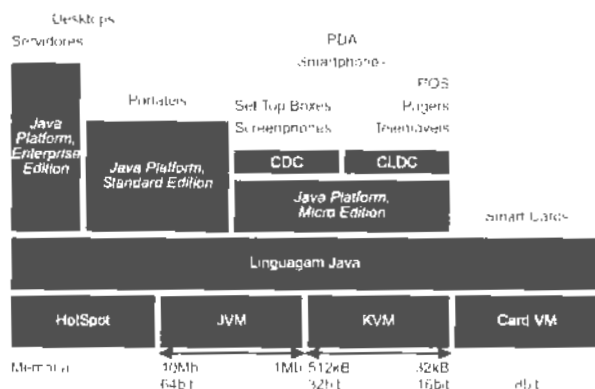 Desktops
Servidores
PDA
Smartphones
POS
Portateis
Set Top Boxes
Pagers
Screenphones
Telemoveis
Java
Platform,
Enterprise
Edition
Java Platform,
Standard Edition
CDC
CLDC
Java Platform,
Micro Edition
Smart Cards
Linguagam Java
HotSpot
JVM
KVM
Card VM
Memoria
10Mb
1Mb
512kB
32kB
64bit
32bit
16bit
8bit